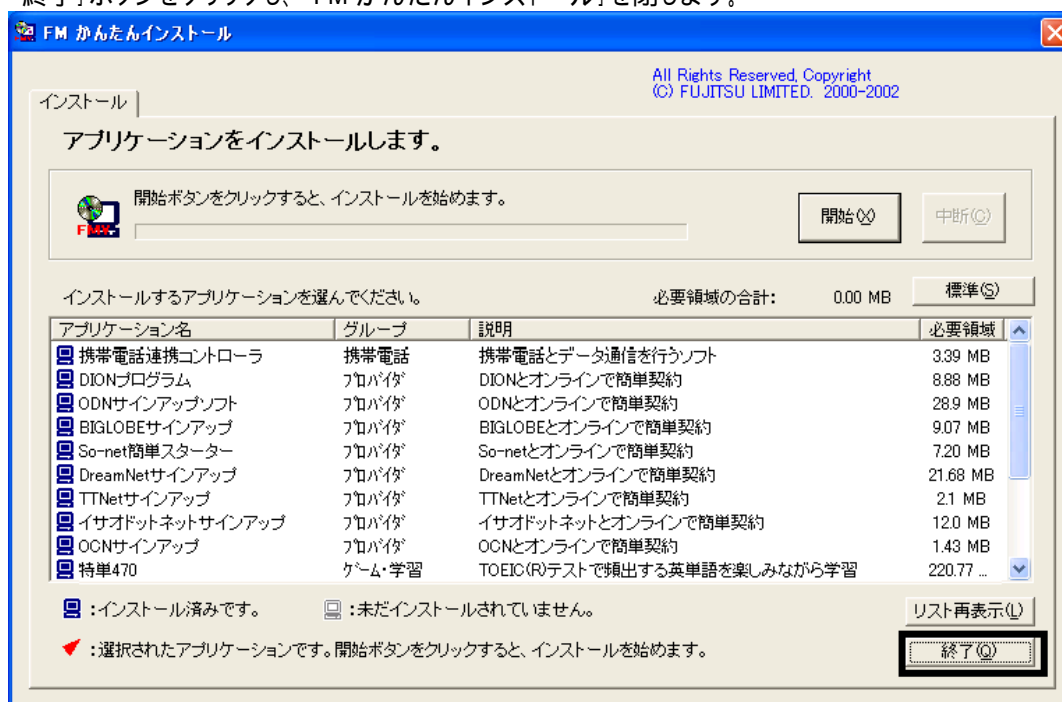 終了」ボタンをクリックし、「FM かんたんインストール」を閉じます。
FM かんたんインストール
All Rights Reserved, Copyright
(C) FUJITSU LIMITED. 2000-2002
インストール
アプリケーションをインストールします。
開始ボタンをクリックすると、インストールを始めます。
FMV
開始(X) 中断(C)
インストールするアプリケーションを選んでください。 必要領域の合計: 0.00 MB 標準(S)
アプリケーション名 グループ 説明 必要領域
携帯電話連携コントローラ 携帯電話 携帯電話とデータ通信を行うソフト 3.39 MB
DIONプログラム プロバイダ DIONとオンラインで簡単契約 8.88 MB
ODNサインアップソフト プロバイダ ODNとオンラインで簡単契約 28.9 MB
BIGLOBEサインアップ プロバイダ BIGLOBEとオンラインで簡単契約 9.07 MB
So-net簡単スターター プロバイダ So-netとオンラインで簡単契約 7.20 MB
DreamNetサインアップ プロバイダ DreamNetとオンラインで簡単契約 21.68 MB
TTNetサインアップ プロバイダ TTNetとオンラインで簡単契約 2.1 MB
イサオドットネットサインアップ プロバイダ イサオドットネットとオンラインで簡単契約 12.0 MB
OCNサインアップ プロバイダ OCNとオンラインで簡単契約 1.43 MB
特単470 ゲーム・学習 TOEIC(R)テストで頻出する英単語を楽しみながら学習 220.77 ...
:インストール済みです。 :未だインストールされていません。 リスト再表示(L)
:選択されたアプリケーションです。開始ボタンをクリックすると、インストールを始めます。 終了(Q)